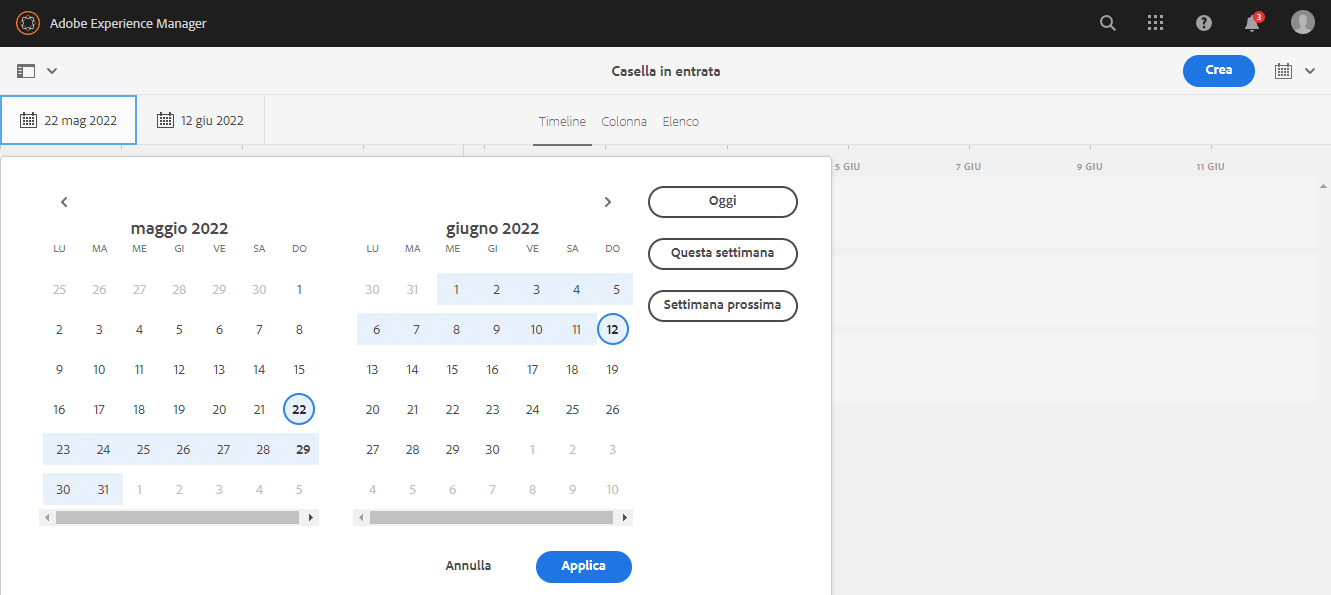 Adobe Experience Manager
3
Casella in entrata
Crea
22 mag 2022
12 giu 2022
Timeline Colonna Elenco
5 GIU 7 GIU 9 GIU 11 GIU
maggio 2022
LU MA ME GI VE SA DO
25 26 27 28 29 30 1
2 3 4 5 6 7 8
9 10 11 12 13 14 15
16 17 18 19 20 21 22
23 24 25 26 27 28 29
30 31 1 2 3 4 5
giugno 2022
LU MA ME GI VE SA DO
30 31 1 2 3 4 5
6 7 8 9 10 11 12
13 14 15 16 17 18 19
20 21 22 23 24 25 26
27 28 29 30 1 2 3
4 5 6 7 8 9 10
Oggi
Questa settimana
Settimana prossima
Annulla
Applica